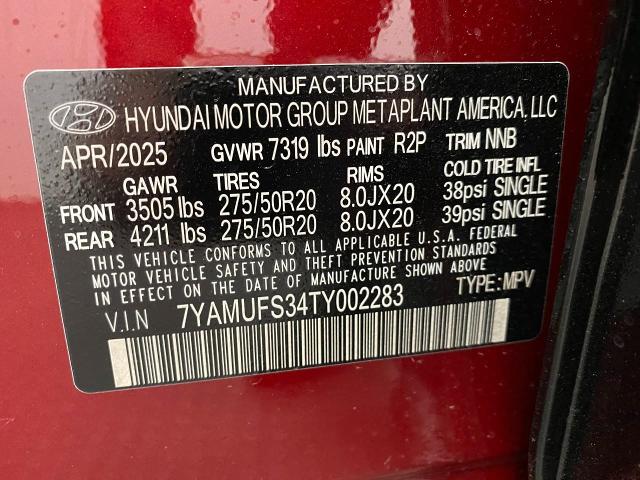 MANUFACTURED BY
HYUNDAI MOTOR GROUP METAPLANT AMERICA, LLC
APR/2025 GVWR 7319 lbs PAINT R2P TRIM NNB
GAWR TIRES RIMS COLD TIRE INFL
FRONT 3505 lbs 275/50R20 8.0JX20 38psi SINGLE
REAR 4211 lbs 275/50R20 8.0JX20 39psi SINGLE
THIS VEHICLE CONFORMS TO ALL APPLICABLE U.S.A. FEDERAL
MOTOR VEHICLE SAFETY AND THEFT PREVENTION STANDARDS
IN EFFECT ON THE DATE OF MANUFACTURE SHOWN ABOVE.
V.I.N 7YAMUFS34TY002283 TYPE: MPV